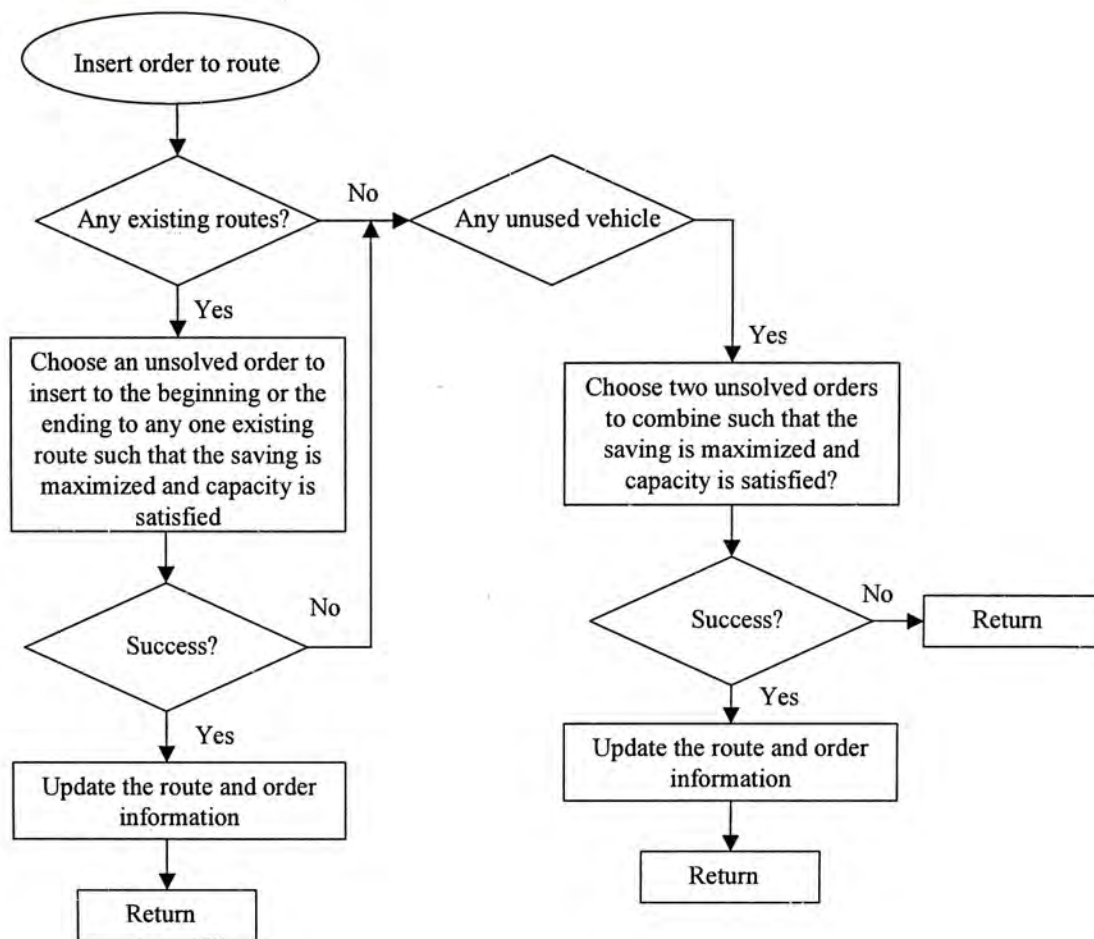 Insert order to route
Any existing routes?
No
Any unused vehicle
Yes
Choose an unsolved order to
insert to the beginning or the
ending to any one existing
route such that the saving is
maximized and capacity is
satisfied
Success?
No
Yes
Update the route and order
information
Return
Yes
Choose two unsolved orders
to combine such that the
saving is maximized and
capacity is satisfied?
Success?
No
Return
Yes
Update the route and order
information
Return